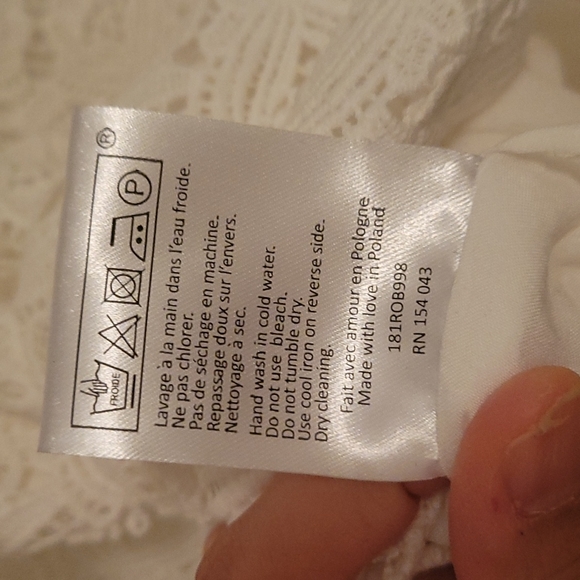 FROIDE
P
®
Lavage à la main dans l'eau froide.
Ne pas chlorer.
Pas de séchage en machine.
Repassage doux sur l'envers.
Nettoyage à sec.
Hand wash in cold water.
Do not use bleach.
Do not tumble dry.
Use cool iron on reverse side.
Dry cleaning.
Fait avec amour en Pologne
Made with love in Poland
181ROB998
RN 154 043